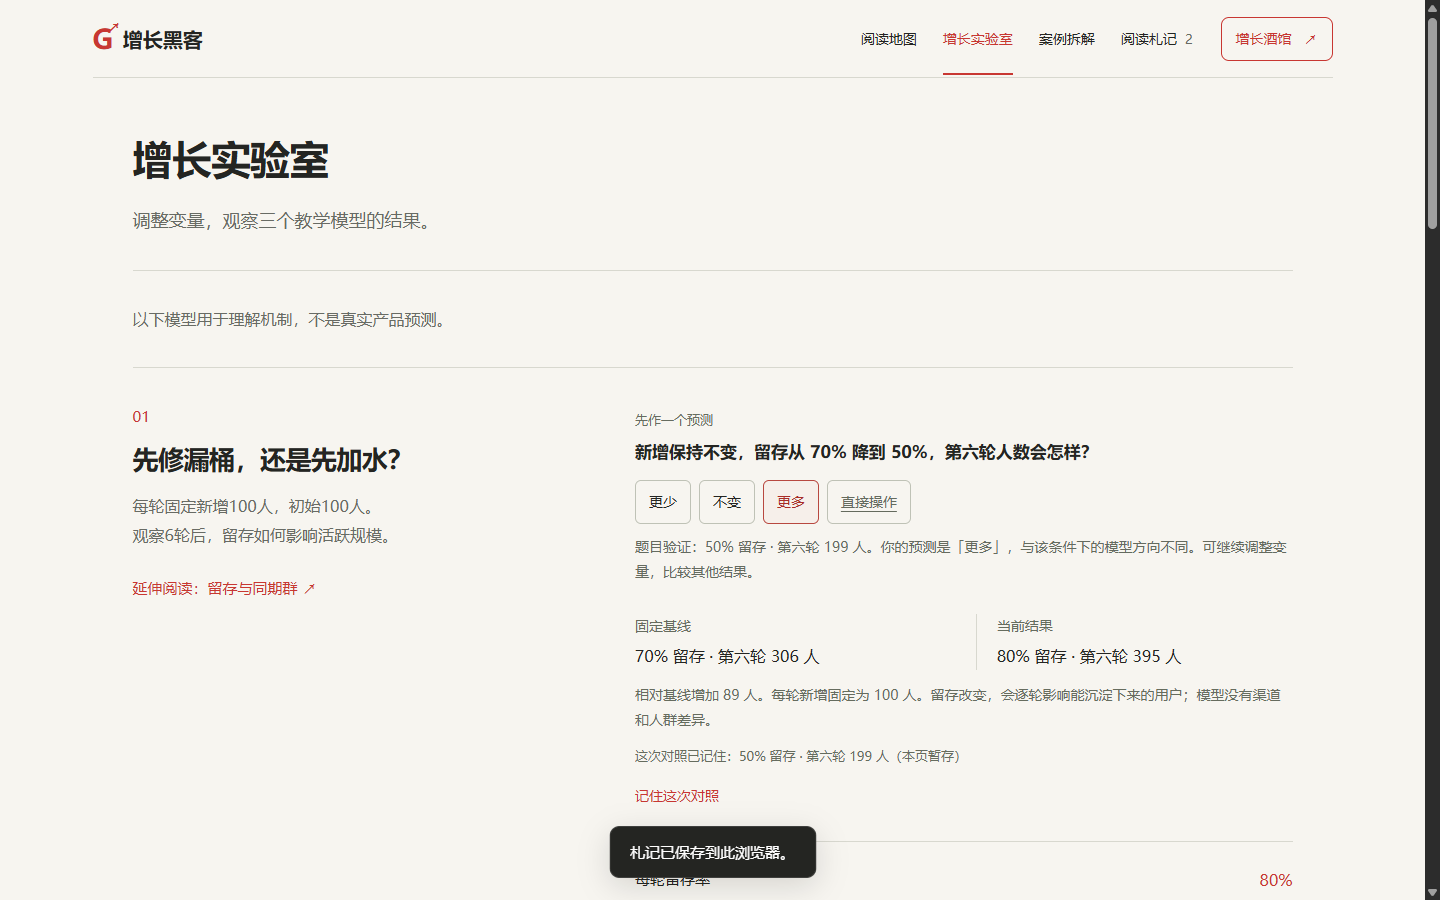 G 增长黑客
阅读地图 增长实验室 案例拆解 阅读札记 2 增长酒馆 ↗
增长实验室
调整变量，观察三个教学模型的结果。
以下模型用于理解机制，不是真实产品预测。
01
先修漏桶，还是先加水？
每轮固定新增100人，初始100人。
观察6轮后，留存如何影响活跃规模。
延伸阅读：留存与同期群 ↗
先作一个预测
新增保持不变，留存从 70% 降到 50%，第六轮人数会怎样？
更少 不变 更多 直接操作
题目验证：50% 留存 · 第六轮 199 人。你的预测是「更多」，与该条件下的模型方向不同。可继续调整变
量，比较其他结果。
固定基线
70% 留存 · 第六轮 306 人
当前结果
80% 留存 · 第六轮 395 人
相对基线增加 89 人。每轮新增固定为 100 人。留存改变，会逐轮影响能沉淀下来的用户；模型没有渠道
和人群差异。
这次对照已记住：50% 留存 · 第六轮 199 人（本页暂存）
记住这次对照
札记已保存到此浏览器。
每轮留存率 80%